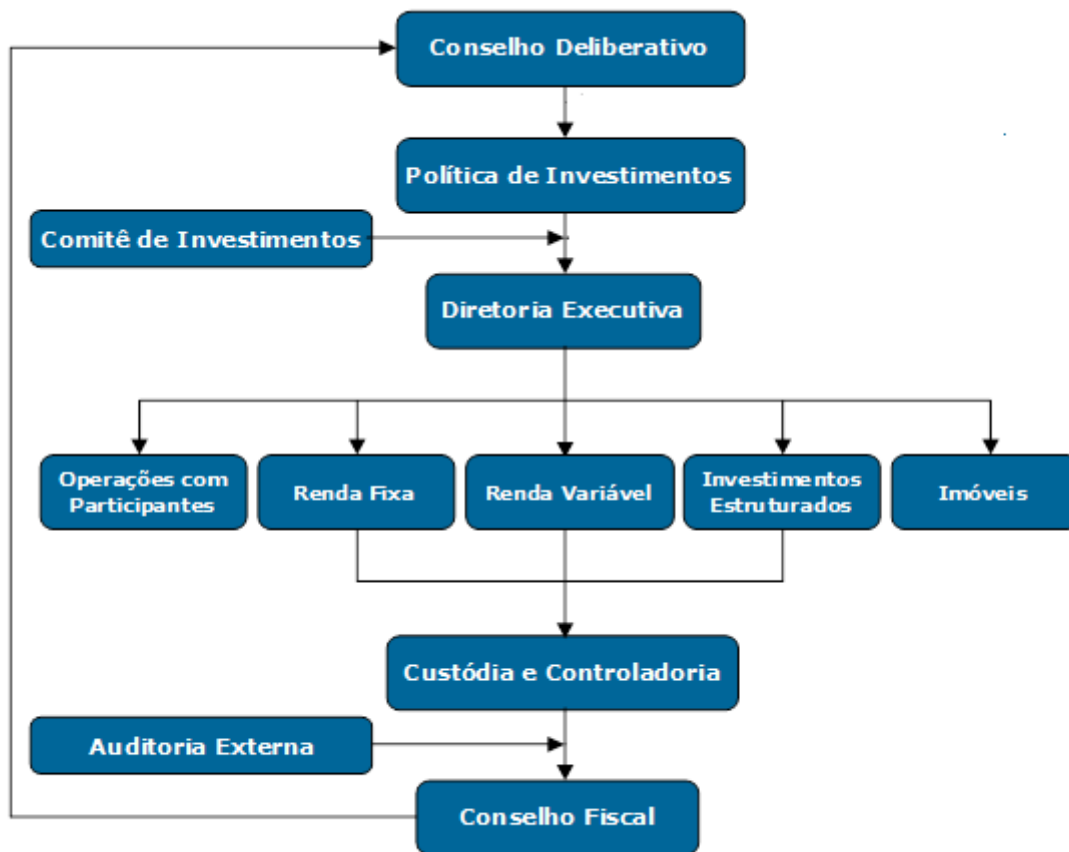 Conselho Deliberativo
Política de Investimentos
Comitê de Investimentos
Diretoria Executiva
Operações com
Participantes
Renda Fixa
Renda Variável
Investimentos
Estruturados
Imóveis
Custódia e Controladoria
Auditoria Externa
Conselho Fiscal